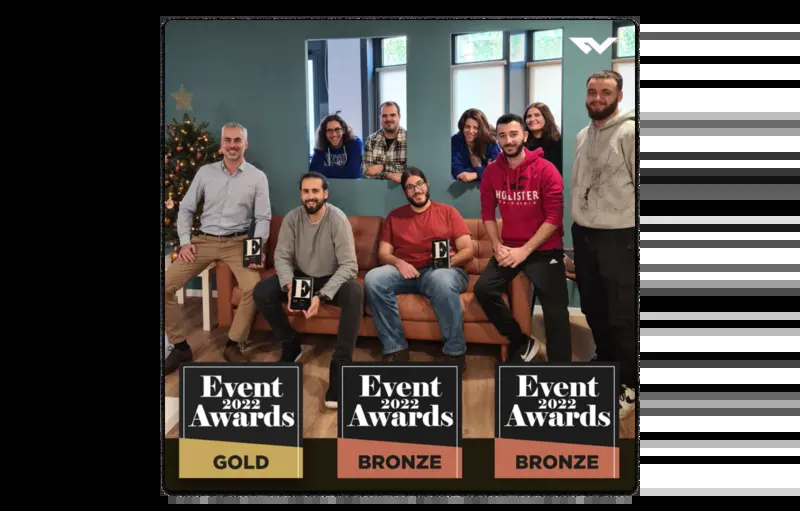 HOLLISTER
E
E
E
Event
2022
Awards
GOLD
Event
2022
Awards
BRONZE
Event
2022
Awards
BRONZE